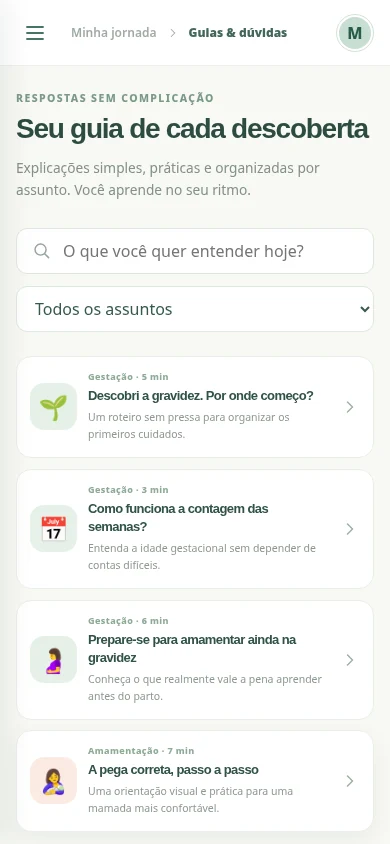 Minha jornada > Guias & dúvidas
M
RESPOSTAS SEM COMPLICAÇÃO
Seu guia de cada descoberta
Explicações simples, práticas e organizadas por
assunto. Você aprende no seu ritmo.
O que você quer entender hoje?
Todos os assuntos
Gestação · 5 min
Descobri a gravidez. Por onde começo?
Um roteiro sem pressa para organizar os
primeiros cuidados.
July
17
Gestação · 3 min
Como funciona a contagem das
semanas?
Entenda a idade gestacional sem depender de
contas difíceis.
Gestação · 6 min
Prepare-se para amamentar ainda na
gravidez
Conheça o que realmente vale a pena aprender
antes do parto.
Amamentação · 7 min
A pega correta, passo a passo
Uma orientação visual e prática para uma
mamada mais confortável.